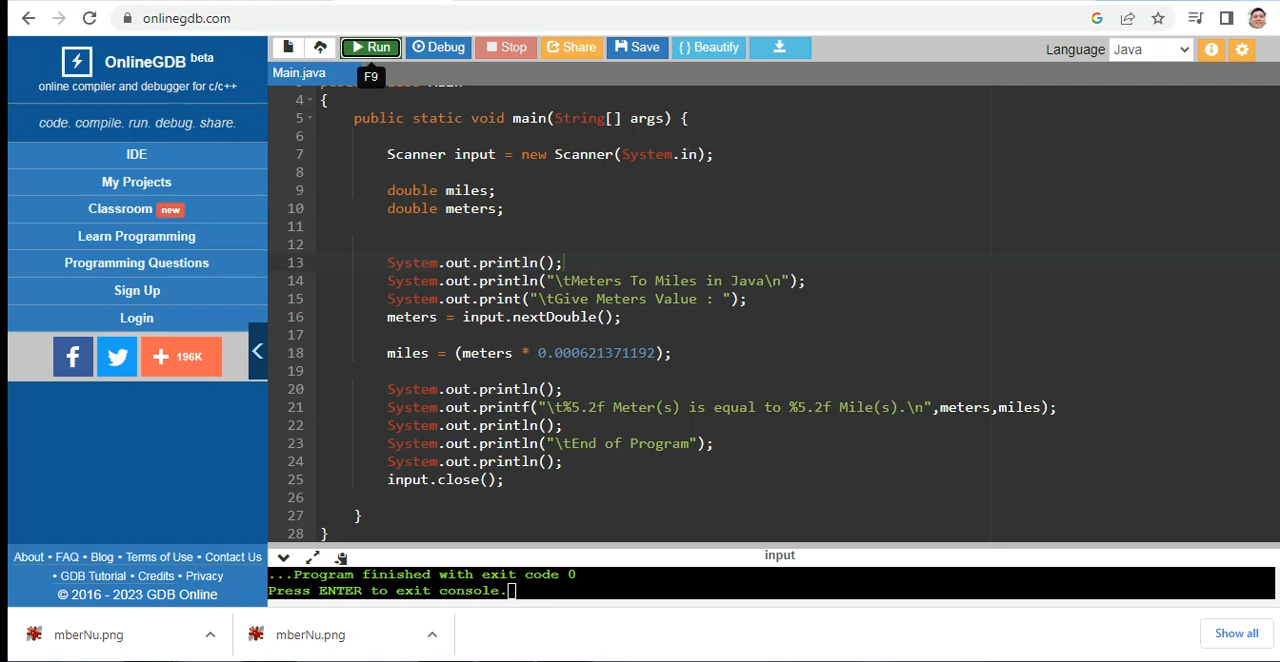 onlinegdb.com
OnlineGDB beta
online compiler and debugger for c/c++
code. compile. run. debug. share.
IDE
My Projects
Classroom new
Learn Programming
Programming Questions
Sign Up
Login
f
+ 196K
About • FAQ • Blog • Terms of Use • Contact Us
• GDB Tutorial • Credits • Privacy
© 2016 - 2023 GDB Online
Run
Debug
Stop
Share
Save
{ } Beautify
Language Java
Main.java
F9
4 {
5 public static void main(String[] args) {
6
7 Scanner input = new Scanner(System.in);
8
9 double miles;
10 double meters;
11
12
13 System.out.println();
14 System.out.println("\tMeters To Miles in Java\n");
15 System.out.print("\tGive Meters Value : ");
16 meters = input.nextDouble();
17
18 miles = (meters * 0.000621371192);
19
20 System.out.println();
21 System.out.printf("\t%5.2f Meter(s) is equal to %5.2f Mile(s).\n",meters,miles);
22 System.out.println();
23 System.out.println("\tEnd of Program");
24 System.out.println();
25 input.close();
26
27 }
28 }
input
...Program finished with exit code 0
Press ENTER to exit console.
mberNu.png
mberNu.png
Show all